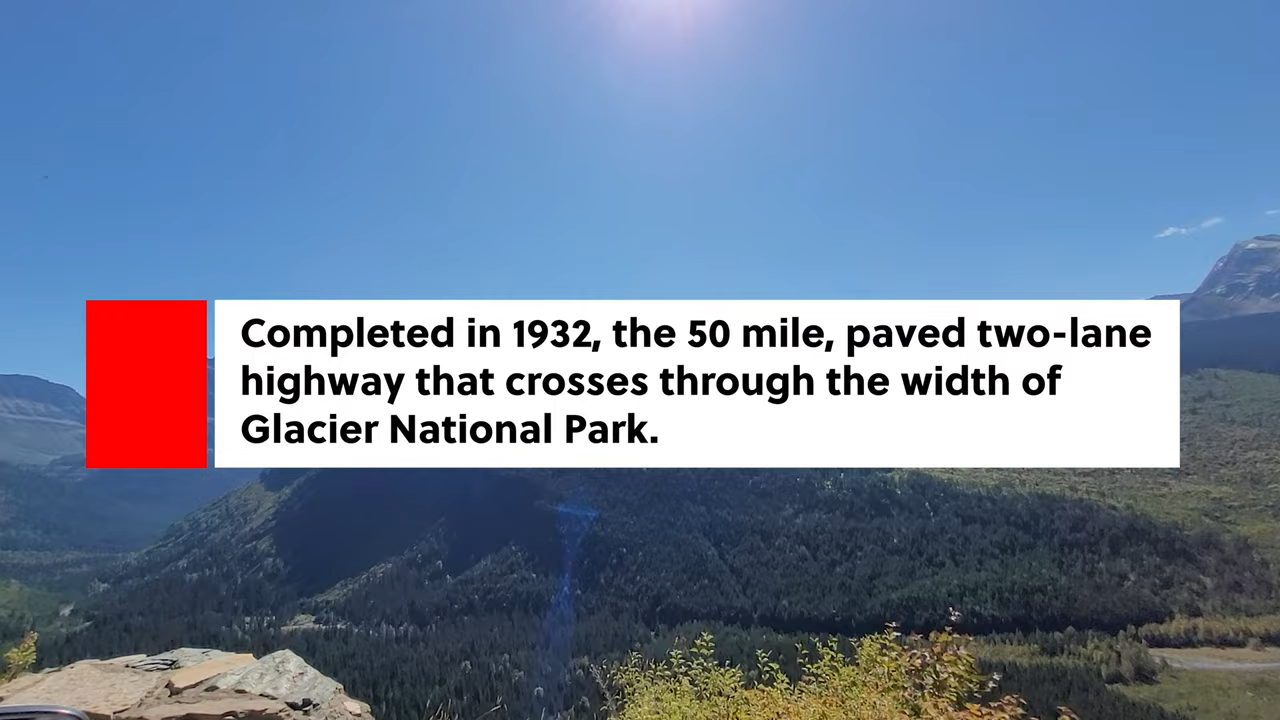 Completed in 1932, the 50 mile, paved two-lane
highway that crosses through the width of
Glacier National Park.